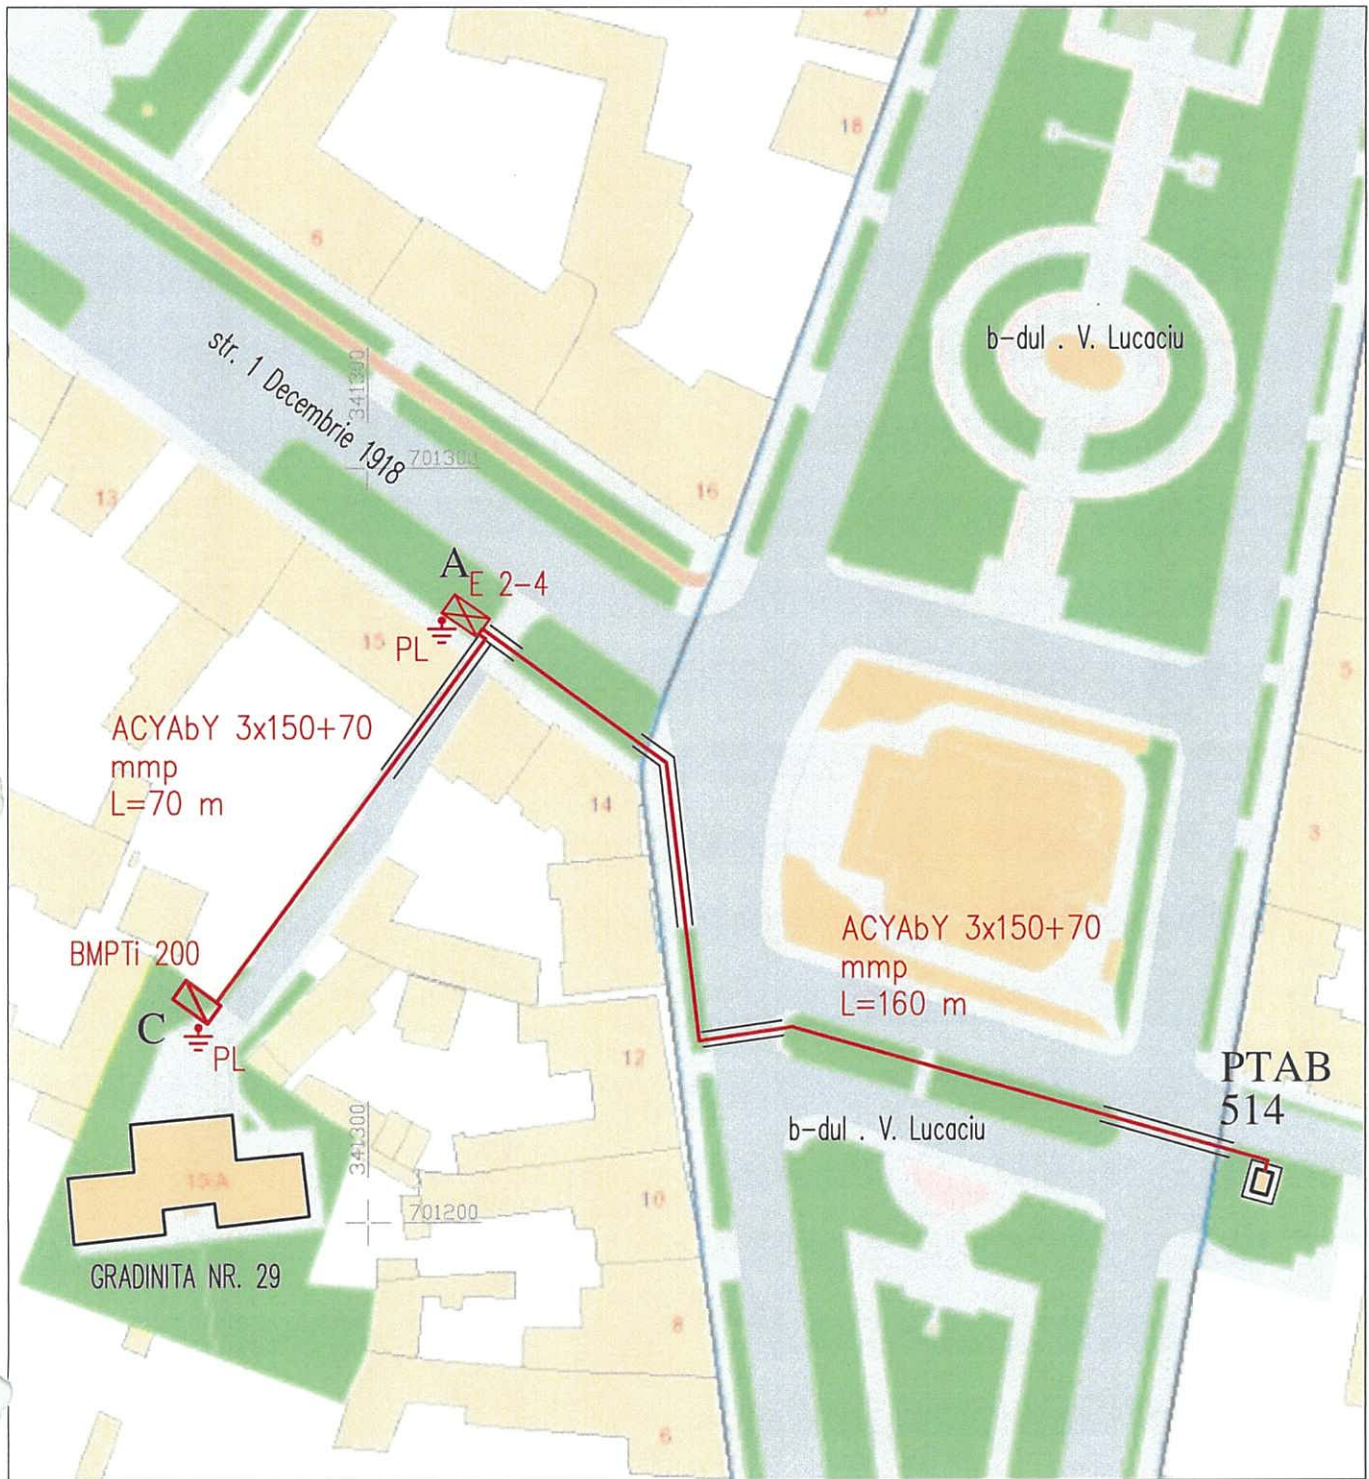 20
18
6
b-dul . V. Lucaciu
str. 1 Decembrie 1918
341300
701300
16
13
A
E 2-4
15
PL
5
ACYAbY 3x150+70
mmp
L=70 m
14
3
ACYAbY 3x150+70
mmp
L=160 m
BMPTi 200
C
PL
12
PTAB
514
b-dul . V. Lucaciu
341300
15-A
10
701200
GRADINITA NR. 29
8
6